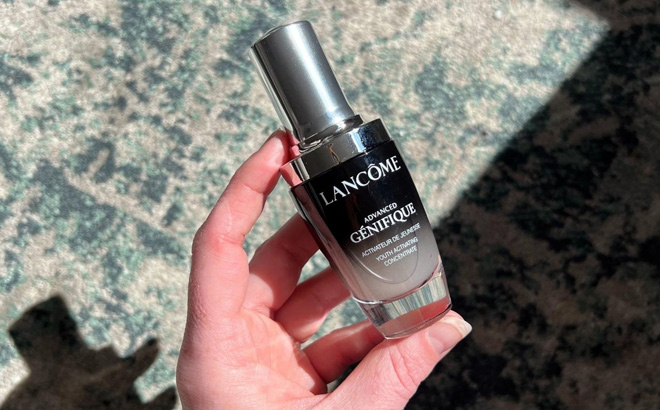 LANCÔME
ADVANCED
GÉNIFIQUE
ACTIVATEUR DE JEUNESSE
YOUTH ACTIVATING
CONCENTRATE